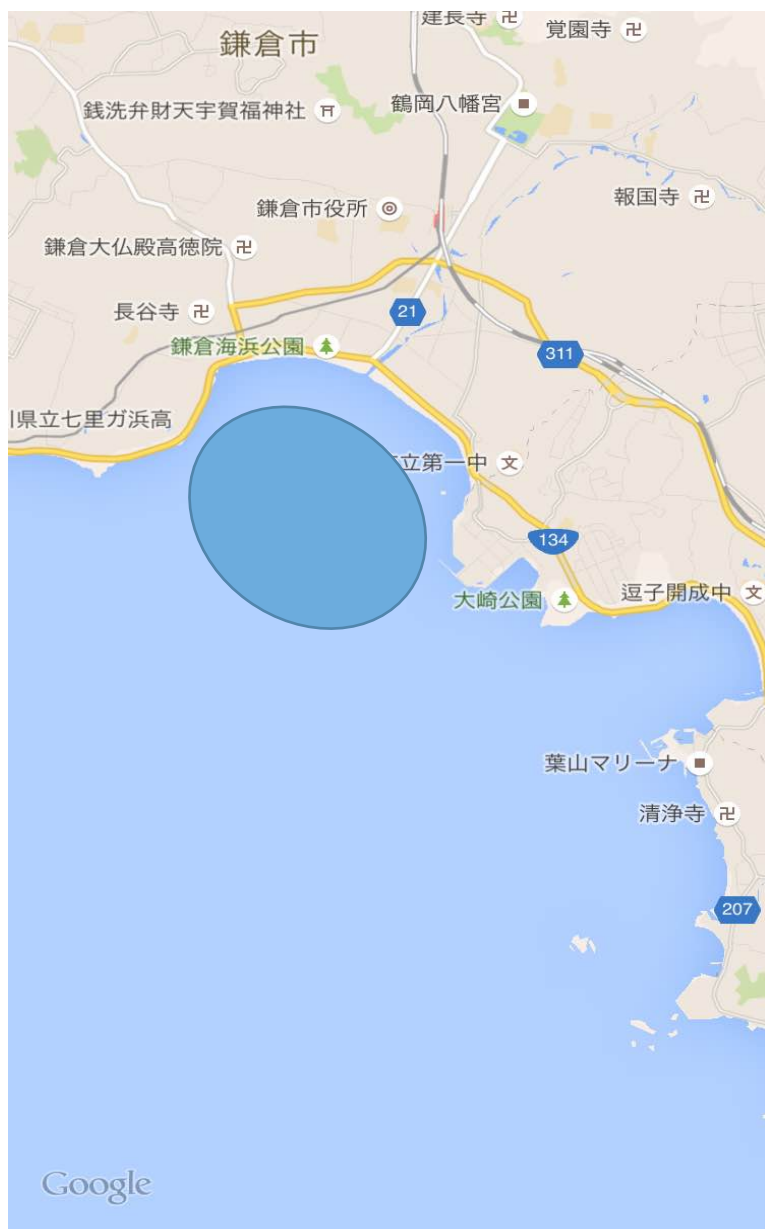 建長寺
覚園寺
鎌倉市
銭洗弁財天宇賀福神社
鶴岡八幡宮
報国寺
鎌倉市役所
鎌倉大仏殿高徳院
長谷寺
21
鎌倉海浜公園
311
川県立七里ガ浜高
市立第一中
134
大崎公園
逗子開成中
葉山マリーナ
清浄寺
207
Google